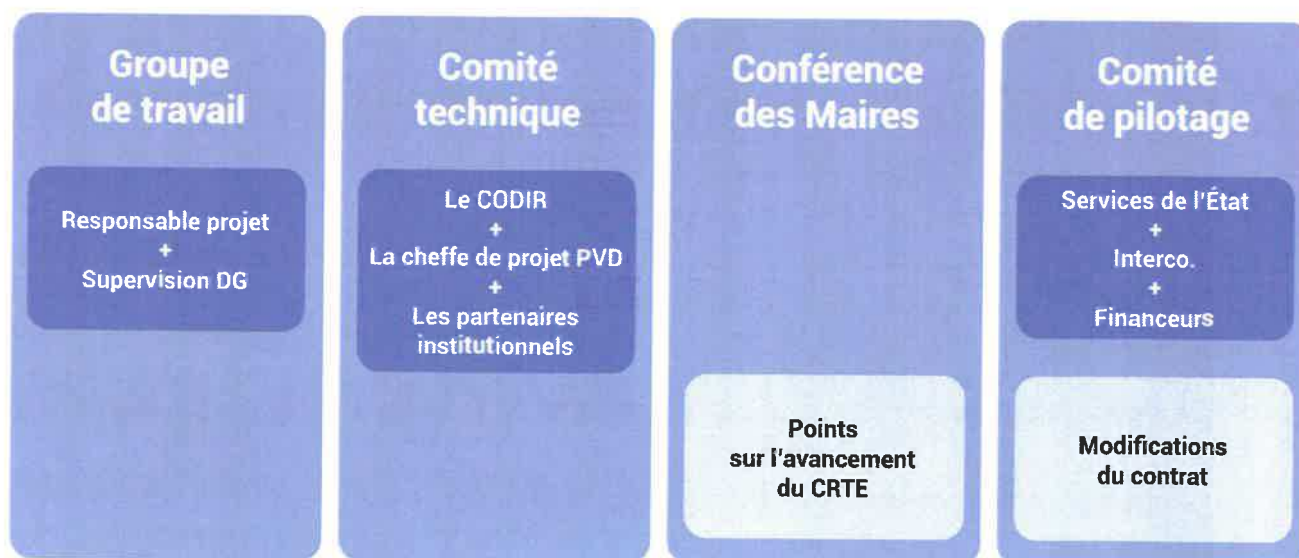 Groupe
de travail
Responsable projet
+
Supervision DG
Comité
technique
Le CODIR
+
La cheffe de projet PVD
+
Les partenaires
institutionnels
Conférence
des Maires
Points
sur l'avancement
du CRTE
Comité
de pilotage
Services de l'État
+
Interco.
+
Financeurs
Modifications
du contrat